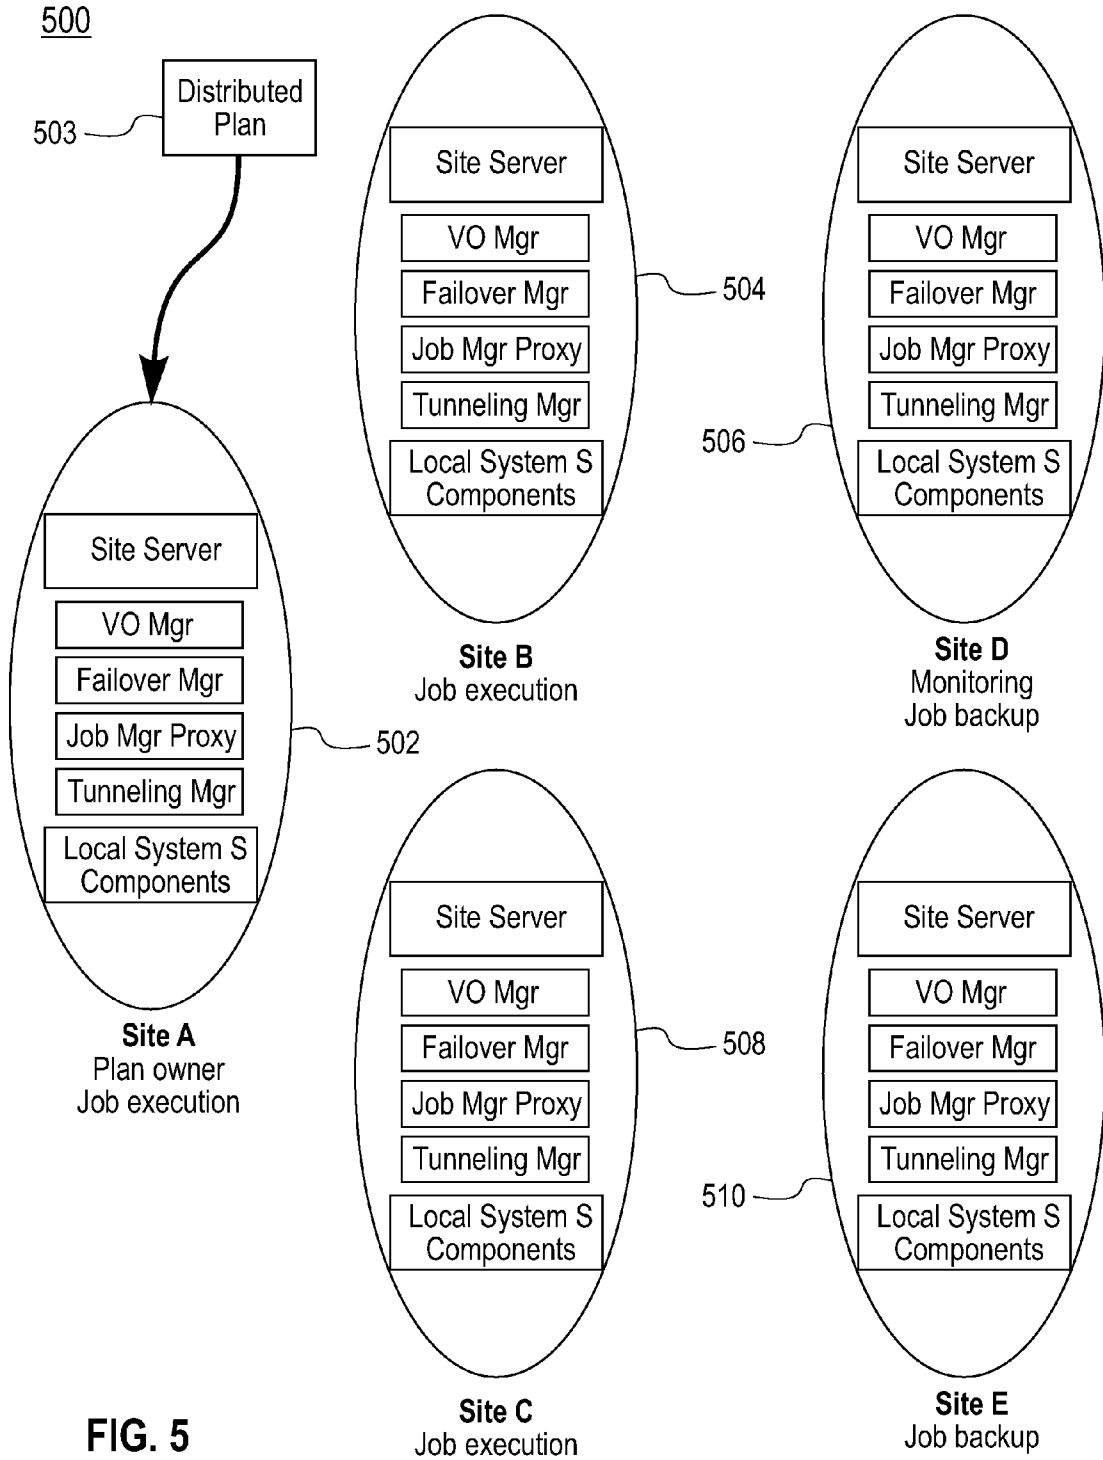 500
Distributed
Plan
503
Site Server
VO Mgr
Failover Mgr
Job Mgr Proxy
Tunneling Mgr
Local System S
Components
502
Site A
Plan owner
Job execution
Site Server
VO Mgr
Failover Mgr
Job Mgr Proxy
Tunneling Mgr
Local System S
Components
504
Site B
Job execution
Site Server
VO Mgr
Failover Mgr
Job Mgr Proxy
Tunneling Mgr
Local System S
Components
506
Site D
Monitoring
Job backup
Site Server
VO Mgr
Failover Mgr
Job Mgr Proxy
Tunneling Mgr
Local System S
Components
508
Site C
Job execution
Site Server
VO Mgr
Failover Mgr
Job Mgr Proxy
Tunneling Mgr
Local System S
Components
510
Site E
Job backup
FIG. 5